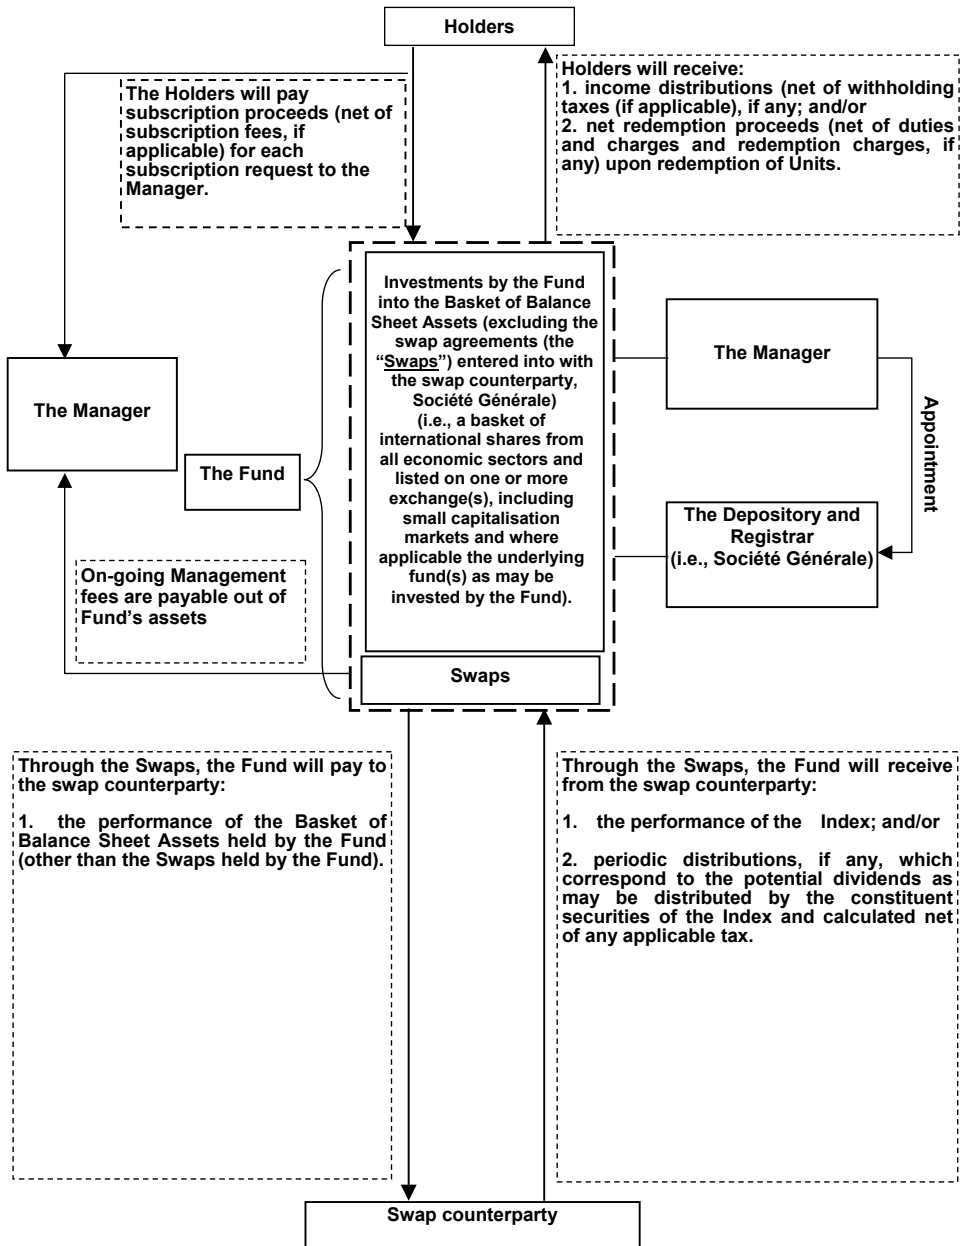 Holders
The Holders will pay
subscription proceeds (net of
subscription fees, if
applicable) for each
subscription request to the
Manager.
Holders will receive:
1. income distributions (net of withholding
taxes (if applicable), if any; and/or
2. net redemption proceeds (net of duties
and charges and redemption charges, if
any) upon redemption of Units.
The Manager
The Fund
On-going Management
fees are payable out of
Fund's assets
Investments by the Fund
into the Basket of Balance
Sheet Assets (excluding the
swap agreements (the
“Swaps”) entered into with
the swap counterparty,
Société Générale)
(i.e., a basket of
international shares from
all economic sectors and
listed on one or more
exchange(s), including
small capitalisation
markets and where
applicable the underlying
fund(s) as may be
invested by the Fund).
Swaps
The Manager
Appointment
The Depository and
Registrar
(i.e., Société Générale)
Through the Swaps, the Fund will pay to
the swap counterparty:
1. the performance of the Basket of
Balance Sheet Assets held by the Fund
(other than the Swaps held by the Fund).
Through the Swaps, the Fund will receive
from the swap counterparty:
1. the performance of the Index; and/or
2. periodic distributions, if any, which
correspond to the potential dividends as
may be distributed by the constituent
securities of the Index and calculated net
of any applicable tax.
Swap counterparty